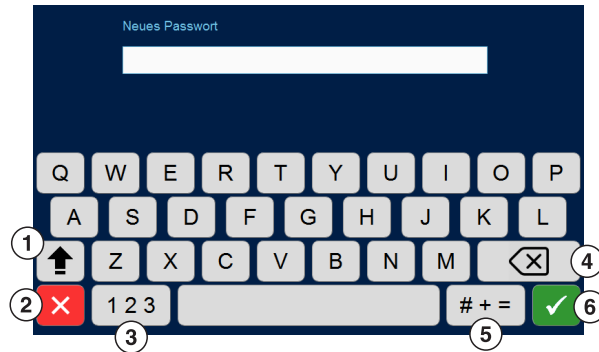 Neues Passwort
Q W E R T Y U I O P
A S D F G H J K L
1
Z X C V B N M
4
2
1 2 3
# + =
6
3
5